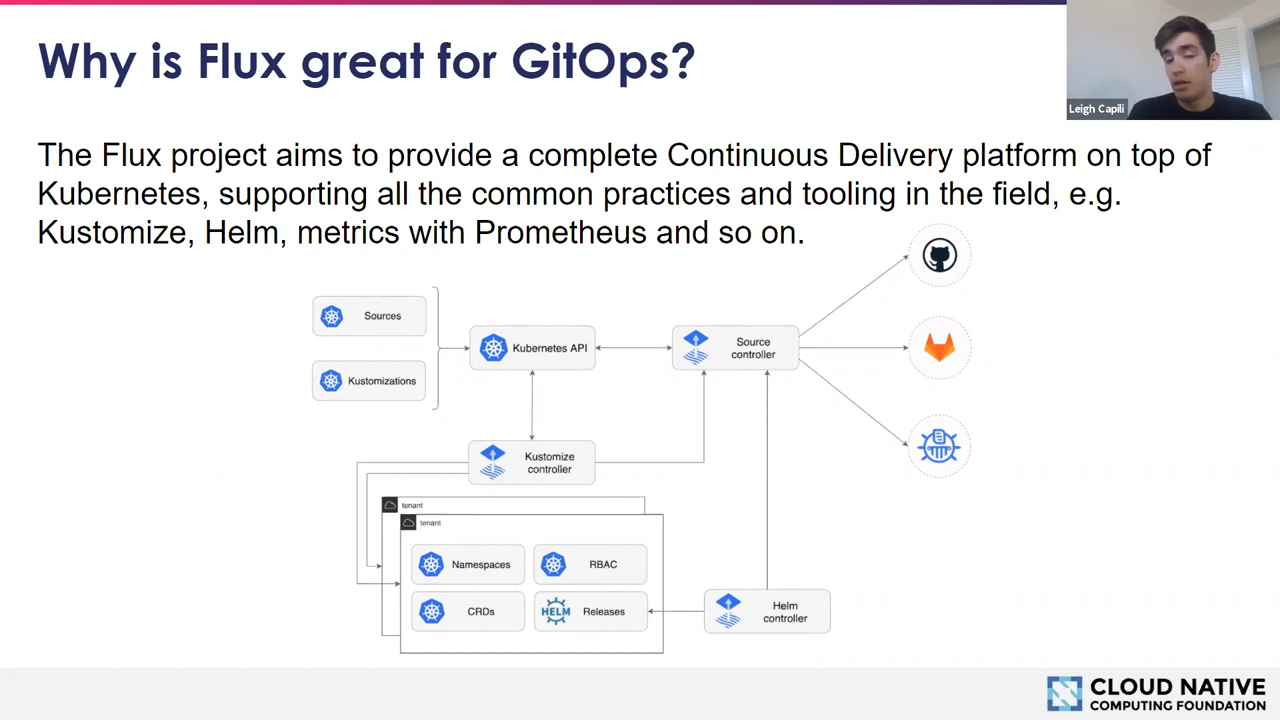 Why is Flux great for GitOps?
Leigh Capili
The Flux project aims to provide a complete Continuous Delivery platform on top of
Kubernetes, supporting all the common practices and tooling in the field, e.g.
Kustomize, Helm, metrics with Prometheus and so on.
Sources
Kustomizations
Kubernetes API
Source
controller
Kustomize
controller
tenant
tenant
Namespaces
RBAC
CRDs
HELM
Releases
Helm
controller
CLOUD NATIVE
COMPUTING FOUNDATION